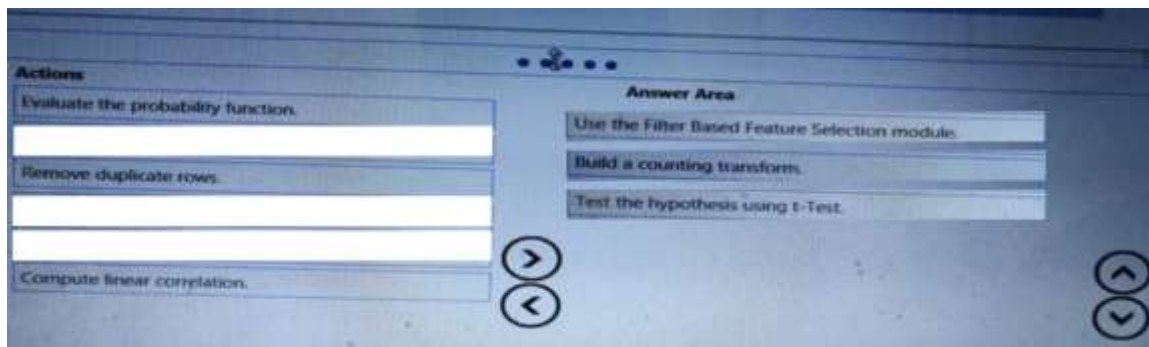 Actions
Evaluate the probability function.
Remove duplicate rows.
Compute linear correlation.
Answer Area
Use the Filter Based Feature Selection module.
Build a counting transform.
Test the hypothesis using t-Test.